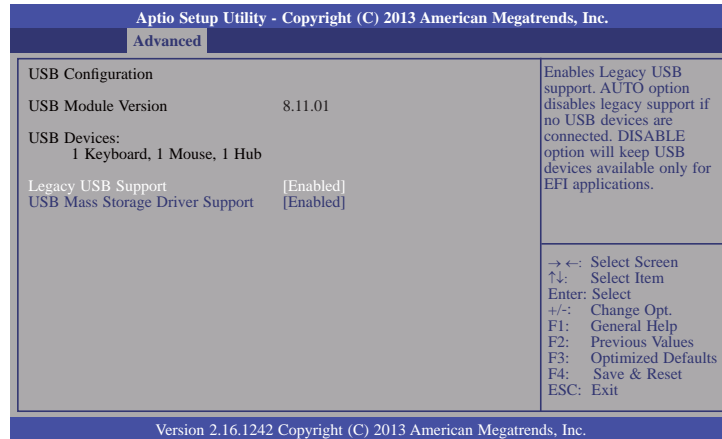 Aptio Setup Utility - Copyright (C) 2013 American Megatrends, Inc.
Advanced
USB Configuration
USB Module Version 8.11.01
USB Devices:
1 Keyboard, 1 Mouse, 1 Hub
Legacy USB Support [Enabled]
USB Mass Storage Driver Support [Enabled]
Enables Legacy USB
support. AUTO option
disables legacy support if
no USB devices are
connected. DISABLE
option will keep USB
devices available only for
EFI applications.
→ ←: Select Screen
↑↓: Select Item
Enter: Select
+/-: Change Opt.
F1: General Help
F2: Previous Values
F3: Optimized Defaults
F4: Save & Reset
ESC: Exit
Version 2.16.1242 Copyright (C) 2013 American Megatrends, Inc.